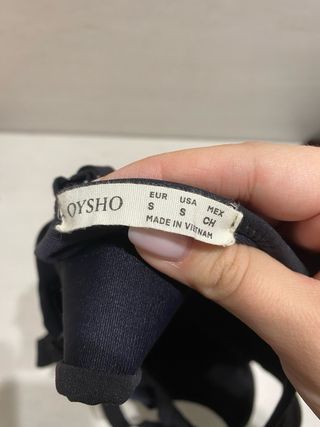 OYSHO
EUR USA MEX
S S CH
MADE IN VIETNAM